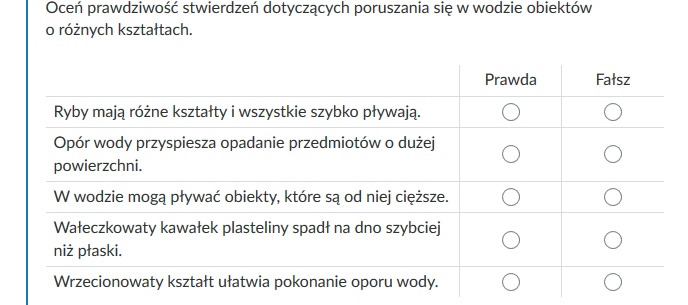 Oceń prawdziwość stwierdzeń dotyczących poruszania się w wodzie obiektów
o różnych kształtach.
Prawda Fałsz
Ryby mają różne kształty i wszystkie szybko pływają.
Opór wody przyspiesza opadanie przedmiotów o dużej
powierzchni.
W wodzie mogą pływać obiekty, które są od niej cięższe.
Wałeczkowaty kawałek plasteliny spadł na dno szybciej
niż płaski.
Wrzecionowaty kształt ułatwia pokonanie oporu wody.